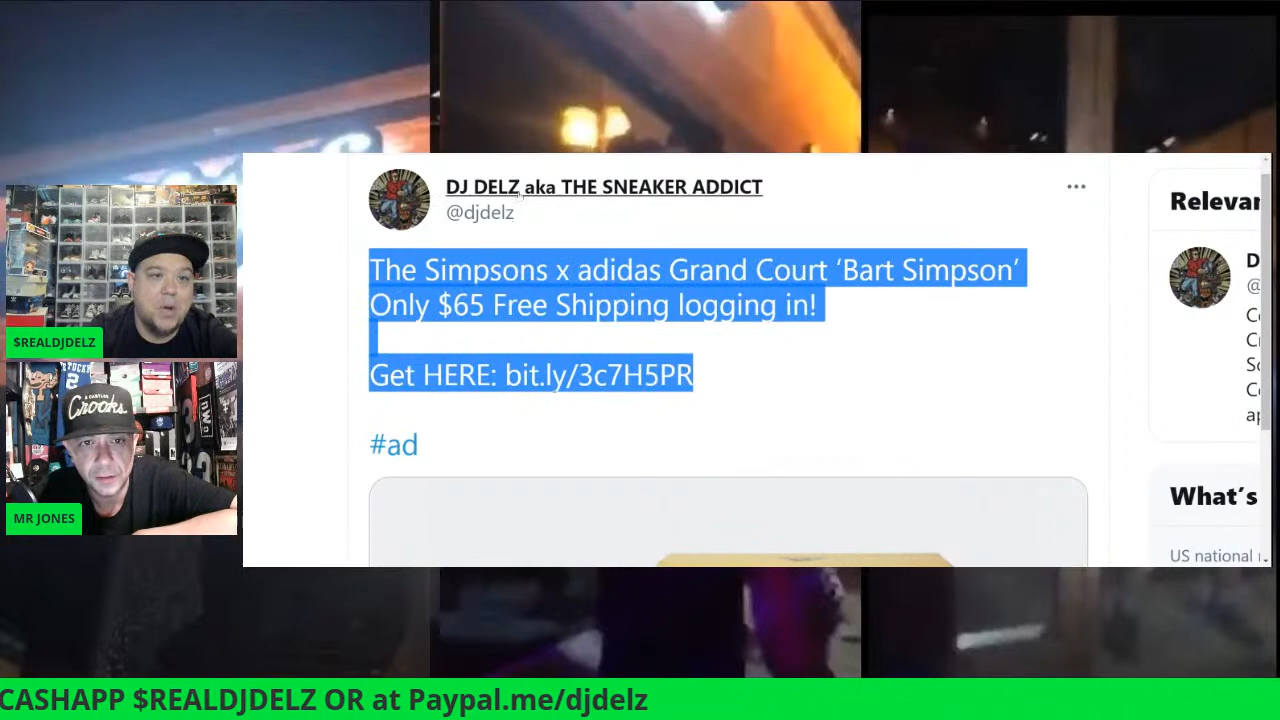 DJ DELZ aka THE SNEAKER ADDICT
@djdelz
The Simpsons x adidas Grand Court ‘Bart Simpson’
Only $65 Free Shipping logging in!
Get HERE: bit.ly/3c7H5PR
#ad
Relevan
D
@
What’s
US national
$REALDJDELZ
Crooks
MR JONES
CASHAPP $REALDJDELZ OR at Paypal.me/djdelz